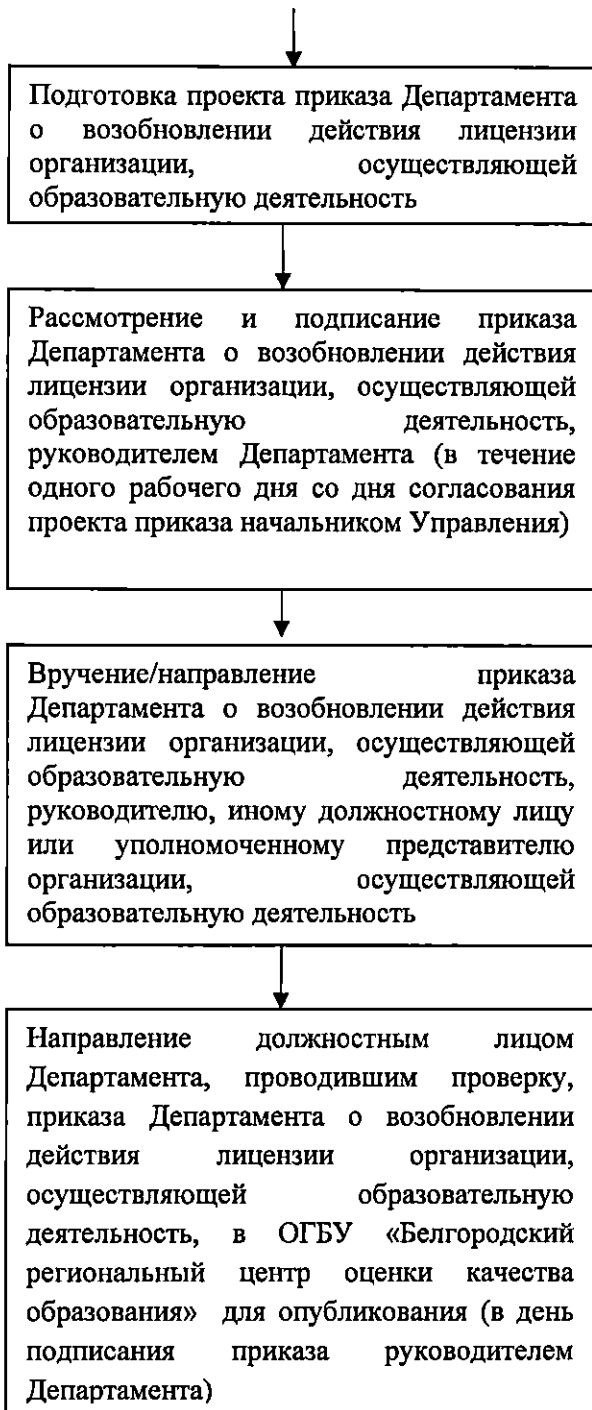 Подготовка проекта приказа Департамента
о возобновлении действия лицензии
организации, осуществляющей
образовательную деятельность
Рассмотрение и подписание приказа
Департамента о возобновлении действия
лицензии организации, осуществляющей
образовательную деятельность,
руководителем Департамента (в течение
одного рабочего дня со дня согласования
проекта приказа начальником Управления)
Вручение/направление приказа
Департамента о возобновлении действия
лицензии организации, осуществляющей
образовательную деятельность,
руководителю, иному должностному лицу
или уполномоченному представителю
организации, осуществляющей
образовательную деятельность
Направление должностным лицом
Департамента, проводившим проверку,
приказа Департамента о возобновлении
действия лицензии организации,
осуществляющей образовательную
деятельность, в ОГБУ «Белгородский
региональный центр оценки качества
образования» для опубликования (в день
подписания приказа руководителем
Департамента)